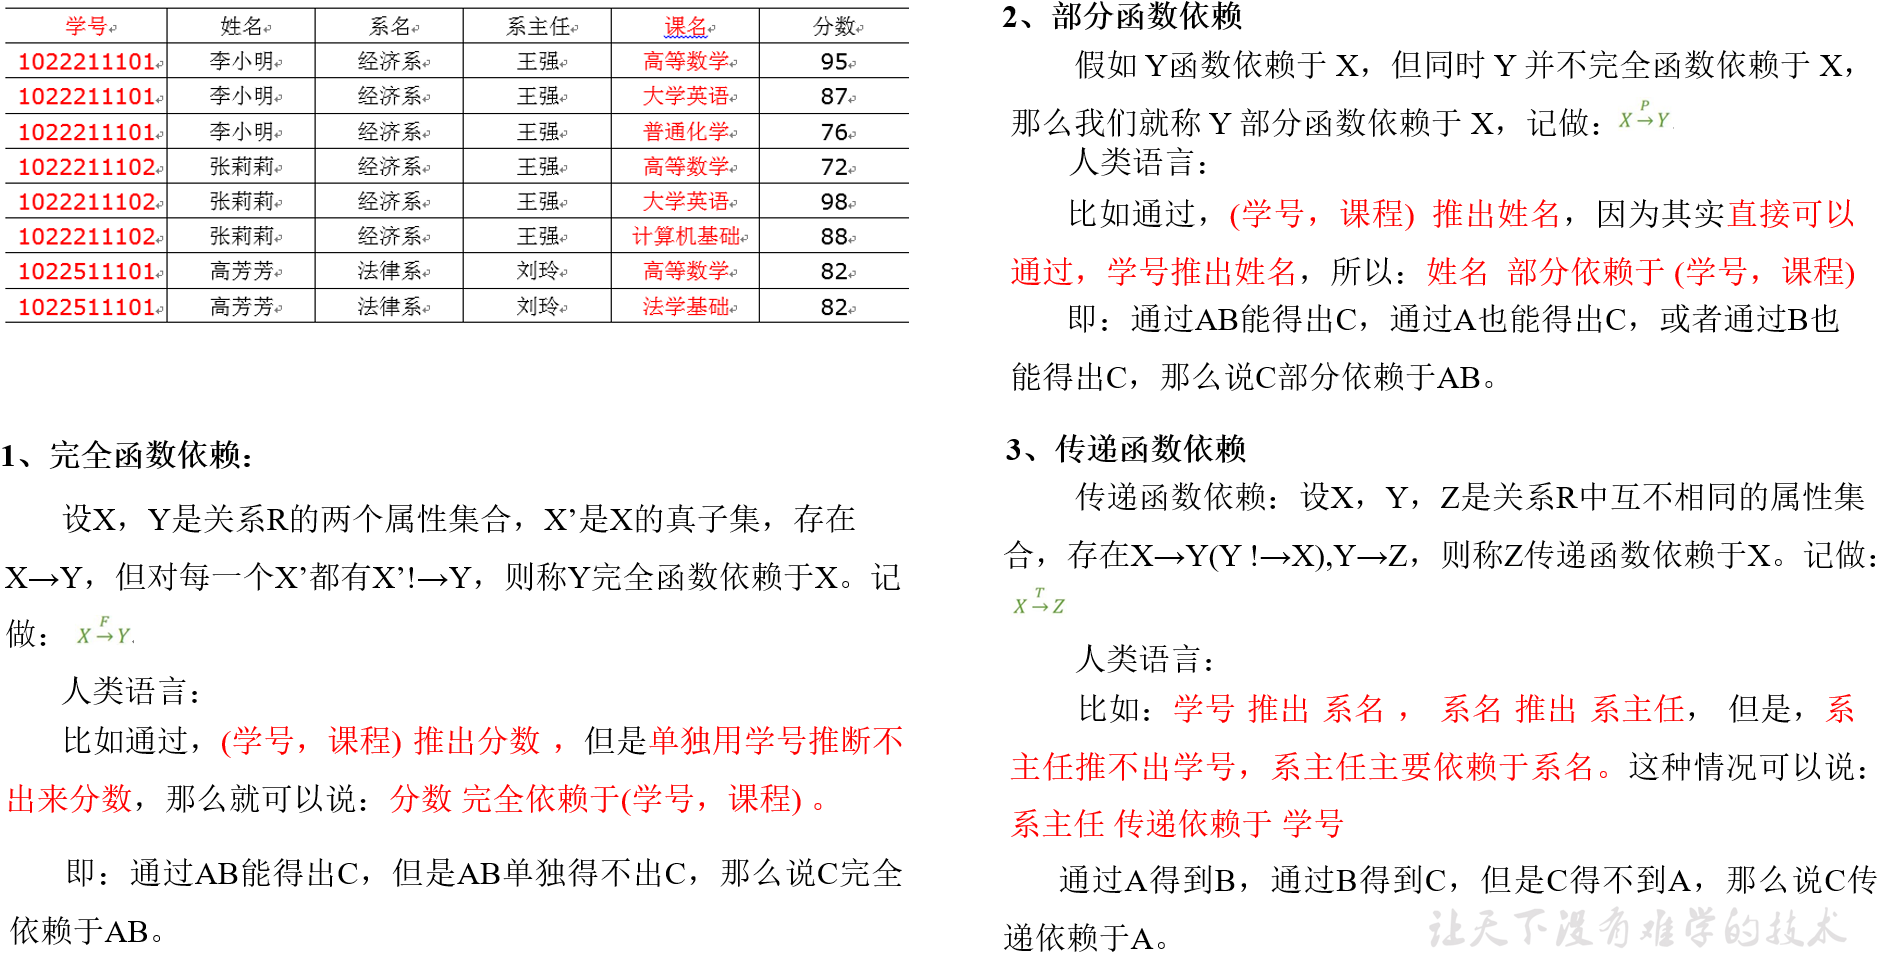 学号 姓名 系名 系主任 课名 分数
1022211101 李小明 经济系 王强 高等数学 95
1022211101 李小明 经济系 王强 大学英语 87
1022211101 李小明 经济系 王强 普通化学 76
1022211102 张莉莉 经济系 王强 高等数学 72
1022211102 张莉莉 经济系 王强 大学英语 98
1022211102 张莉莉 经济系 王强 计算机基础 88
1022511101 高芳芳 法律系 刘玲 高等数学 82
1022511101 高芳芳 法律系 刘玲 法学基础 82
1、完全函数依赖：
设X，Y是关系R的两个属性集合，X’是X的真子集，存在
X→Y，但对每一个X’都有X’!→Y，则称Y完全函数依赖于X。记
做： X F→ Y.
人类语言：
比如通过，(学号，课程) 推出分数 ，但是单独用学号推断不
出来分数，那么就可以说：分数 完全依赖于(学号，课程) 。
即：通过AB能得出C，但是AB单独得不出C，那么说C完全
依赖于AB。
2、部分函数依赖
假如 Y函数依赖于 X，但同时 Y 并不完全函数依赖于 X，
那么我们就称 Y 部分函数依赖于 X，记做：X P→ Y
人类语言：
比如通过，(学号，课程) 推出姓名，因为其实直接可以
通过，学号推出姓名，所以：姓名 部分依赖于 (学号，课程)
即：通过AB能得出C，通过A也能得出C，或者通过B也
能得出C，那么说C部分依赖于AB。
3、传递函数依赖
传递函数依赖：设X，Y，Z是关系R中互不相同的属性集
合，存在X→Y(Y !→X),Y→Z，则称Z传递函数依赖于X。记做：
X T→ Z
人类语言：
比如：学号 推出 系名 ， 系名 推出 系主任， 但是，系
主任推不出学号，系主任主要依赖于系名。这种情况可以说：
系主任 传递依赖于 学号
通过A得到B，通过B得到C，但是C得不到A，那么说C传
递依赖于A。
让天下没有难学的技术